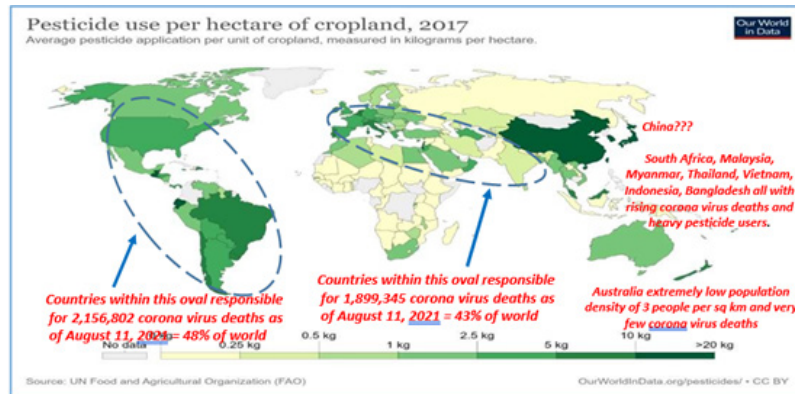 Pesticide use per hectare of cropland, 2017
Average pesticide application per unit of cropland, measured in kilograms per hectare.
Our World
in Data
China???
South Africa, Malaysia,
Myanmar, Thailand, Vietnam,
Indonesia, Bangladesh all with
rising corona virus deaths and
heavy pesticide users.
Countries within this oval responsible
for 2,156,802 corona virus deaths as
of August 11, 2021 = 48% of world
Countries within this oval responsible
for 1,899,345 corona virus deaths as
of August 11, 2021 = 43% of world
Australia extremely low population
density of 3 people per sq km and very
few corona virus deaths
No data
0.25 kg
0.5 kg
1 kg
2.5 kg
5 kg
10 kg
>20 kg
Source: UN Food and Agricultural Organization (FAO)
OurWorldInData.org/pesticides/ • CC BY